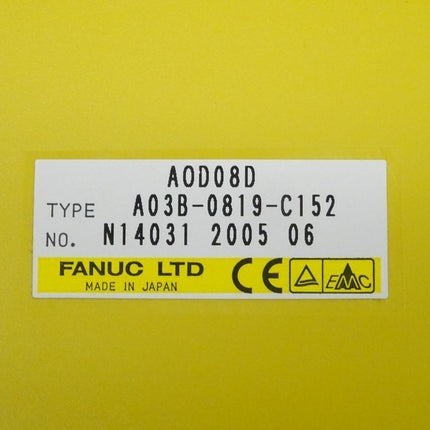 AOD08D
TYPE A03B-0819-C152
NO. N14031 2005 06
FANUC LTD CE EMC
MADE IN JAPAN